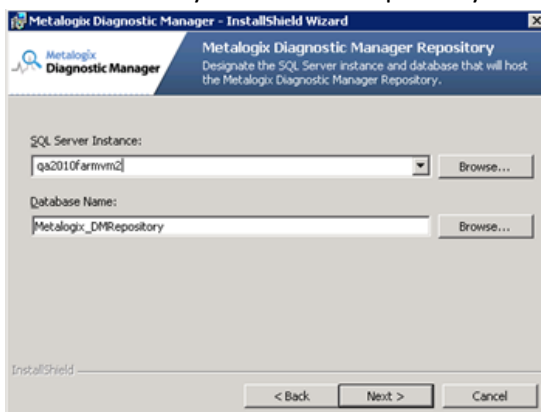 Metalogix Diagnostic Manager - InstallShield Wizard
Metalogix
Diagnostic Manager
Metalogix Diagnostic Manager Repository
Designate the SQL Server instance and database that will host
the Metalogix Diagnostic Manager Repository.
SQL Server Instance:
qa2010farmvm2
Browse...
Database Name:
Metalogix_DMRepository
Browse...
InstallShield
< Back
Next >
Cancel